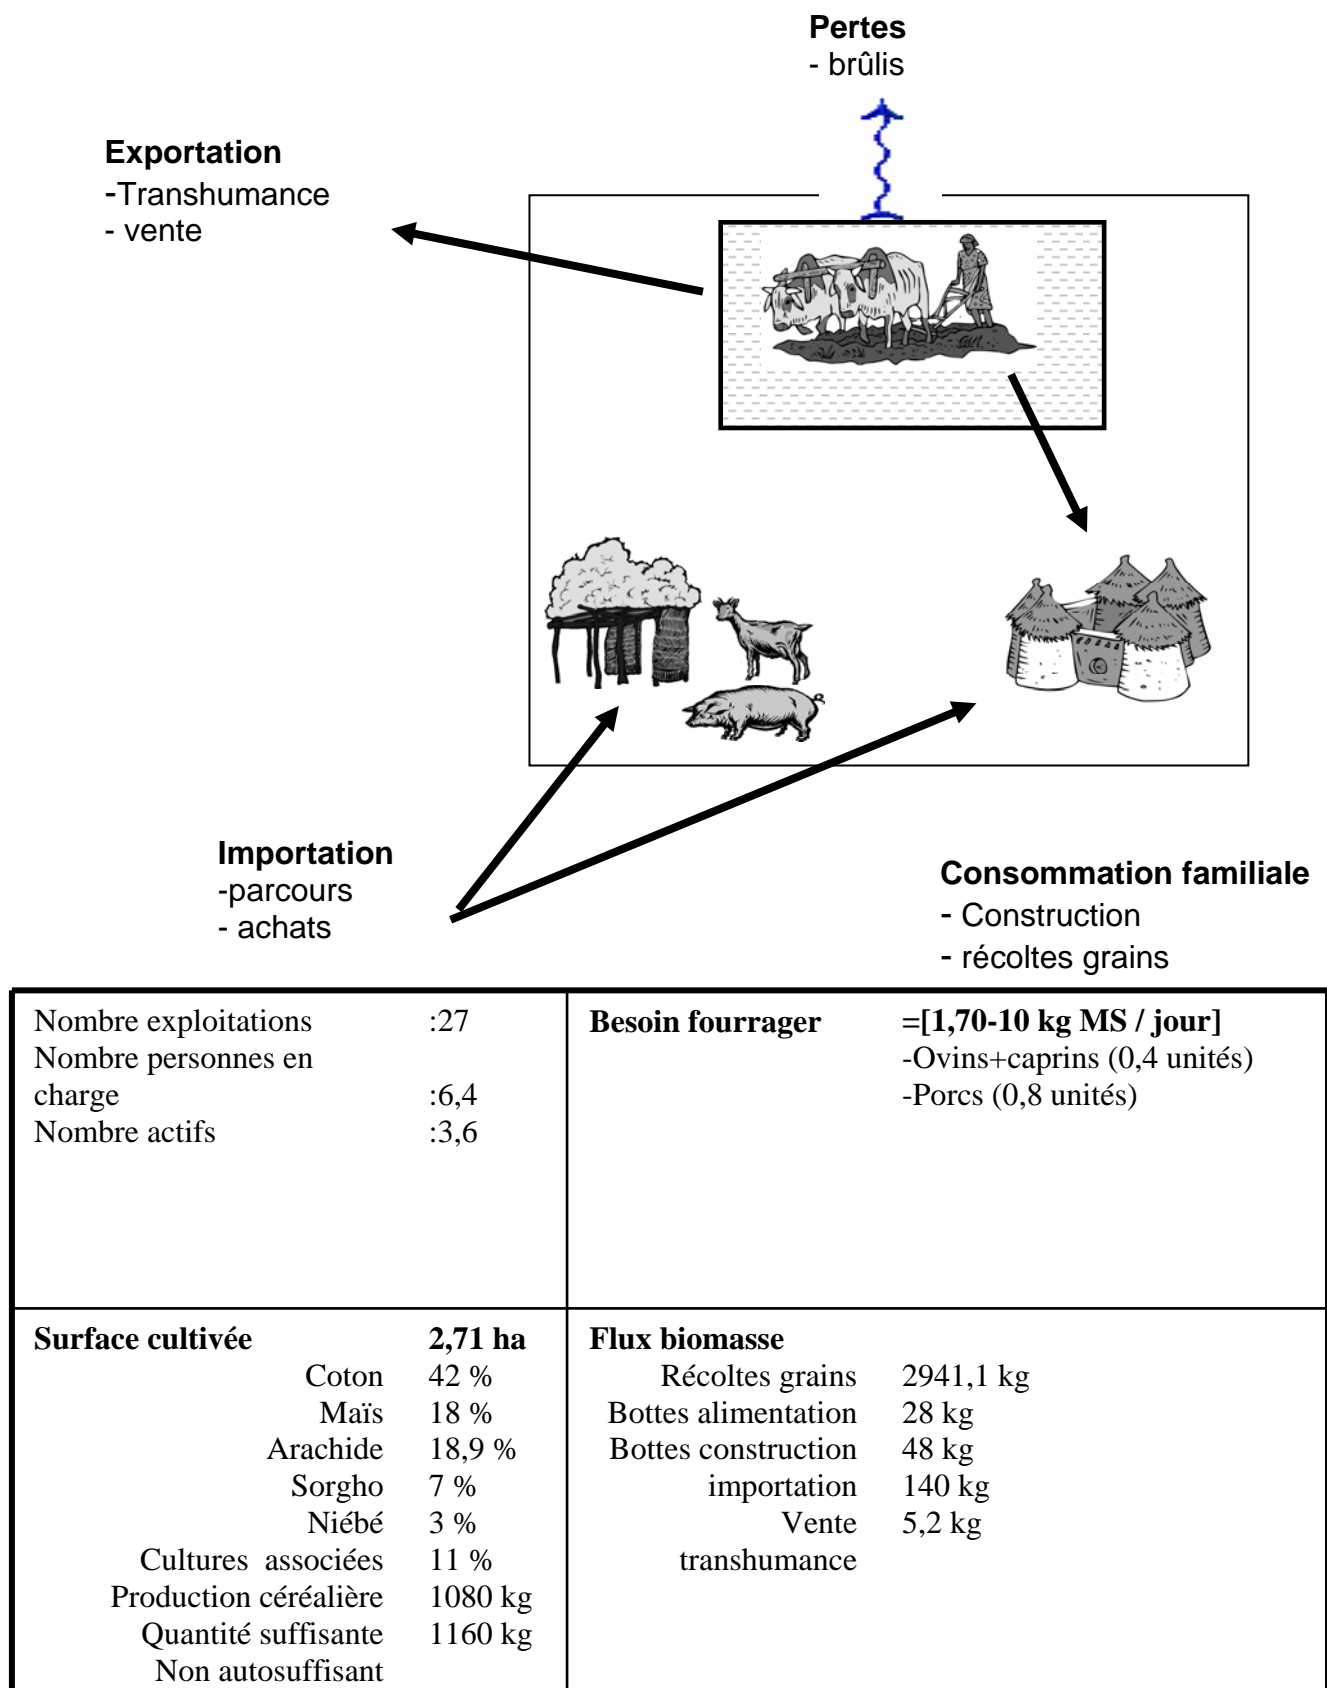 Pertes
- brûlis
Exportation
-Transhumance
- vente
Importation
-parcours
- achats
Consommation familiale
- Construction
- récoltes grains
Nombre exploitations :27
Nombre personnes en
charge :6,4
Nombre actifs :3,6
Besoin fourrager =[1,70-10 kg MS / jour]
-Ovins+caprins (0,4 unités)
-Porcs (0,8 unités)
Surface cultivée 2,71 ha
Coton 42 %
Maïs 18 %
Arachide 18,9 %
Sorgho 7 %
Niébé 3 %
Cultures associées 11 %
Production céréalière 1080 kg
Quantité suffisante 1160 kg
Non autosuffisant
Flux biomasse
Récoltes grains 2941,1 kg
Bottes alimentation 28 kg
Bottes construction 48 kg
importation 140 kg
Vente 5,2 kg
transhumance